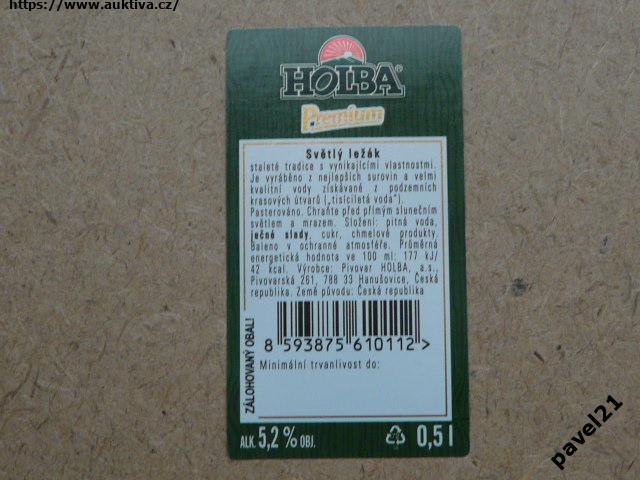 https://www.auktiva.cz/
HOLBA®
Premium
Světlý ležák
staleté tradice s vynikajícími vlastnostmi.
Je vyráběno z nejlepších surovin a velmi
kvalitní vody získávané z podzemních
krasových útvarů („tisíciletá voda").
Pasterováno. Chraňte před přímým slunečním
světlem a mrazem. Složení: pitná voda,
ječné slady, cukr, chmelové produkty.
Baleno v ochranné atmosféře. Průměrná
energetická hodnota ve 100 ml: 177 kJ/
42 kcal. Výrobce: Pivovar HOLBA, a.s.,
Pivovarská 261, 788 33 Hanušovice, Česká
republika. Země původu: Česká republika
8 593875 610112 >
Minimální trvanlivost do:
ZÁLOHOVANÝ OBAL!
ALK. 5,2 % OBJ. 0,5 l
pavel21